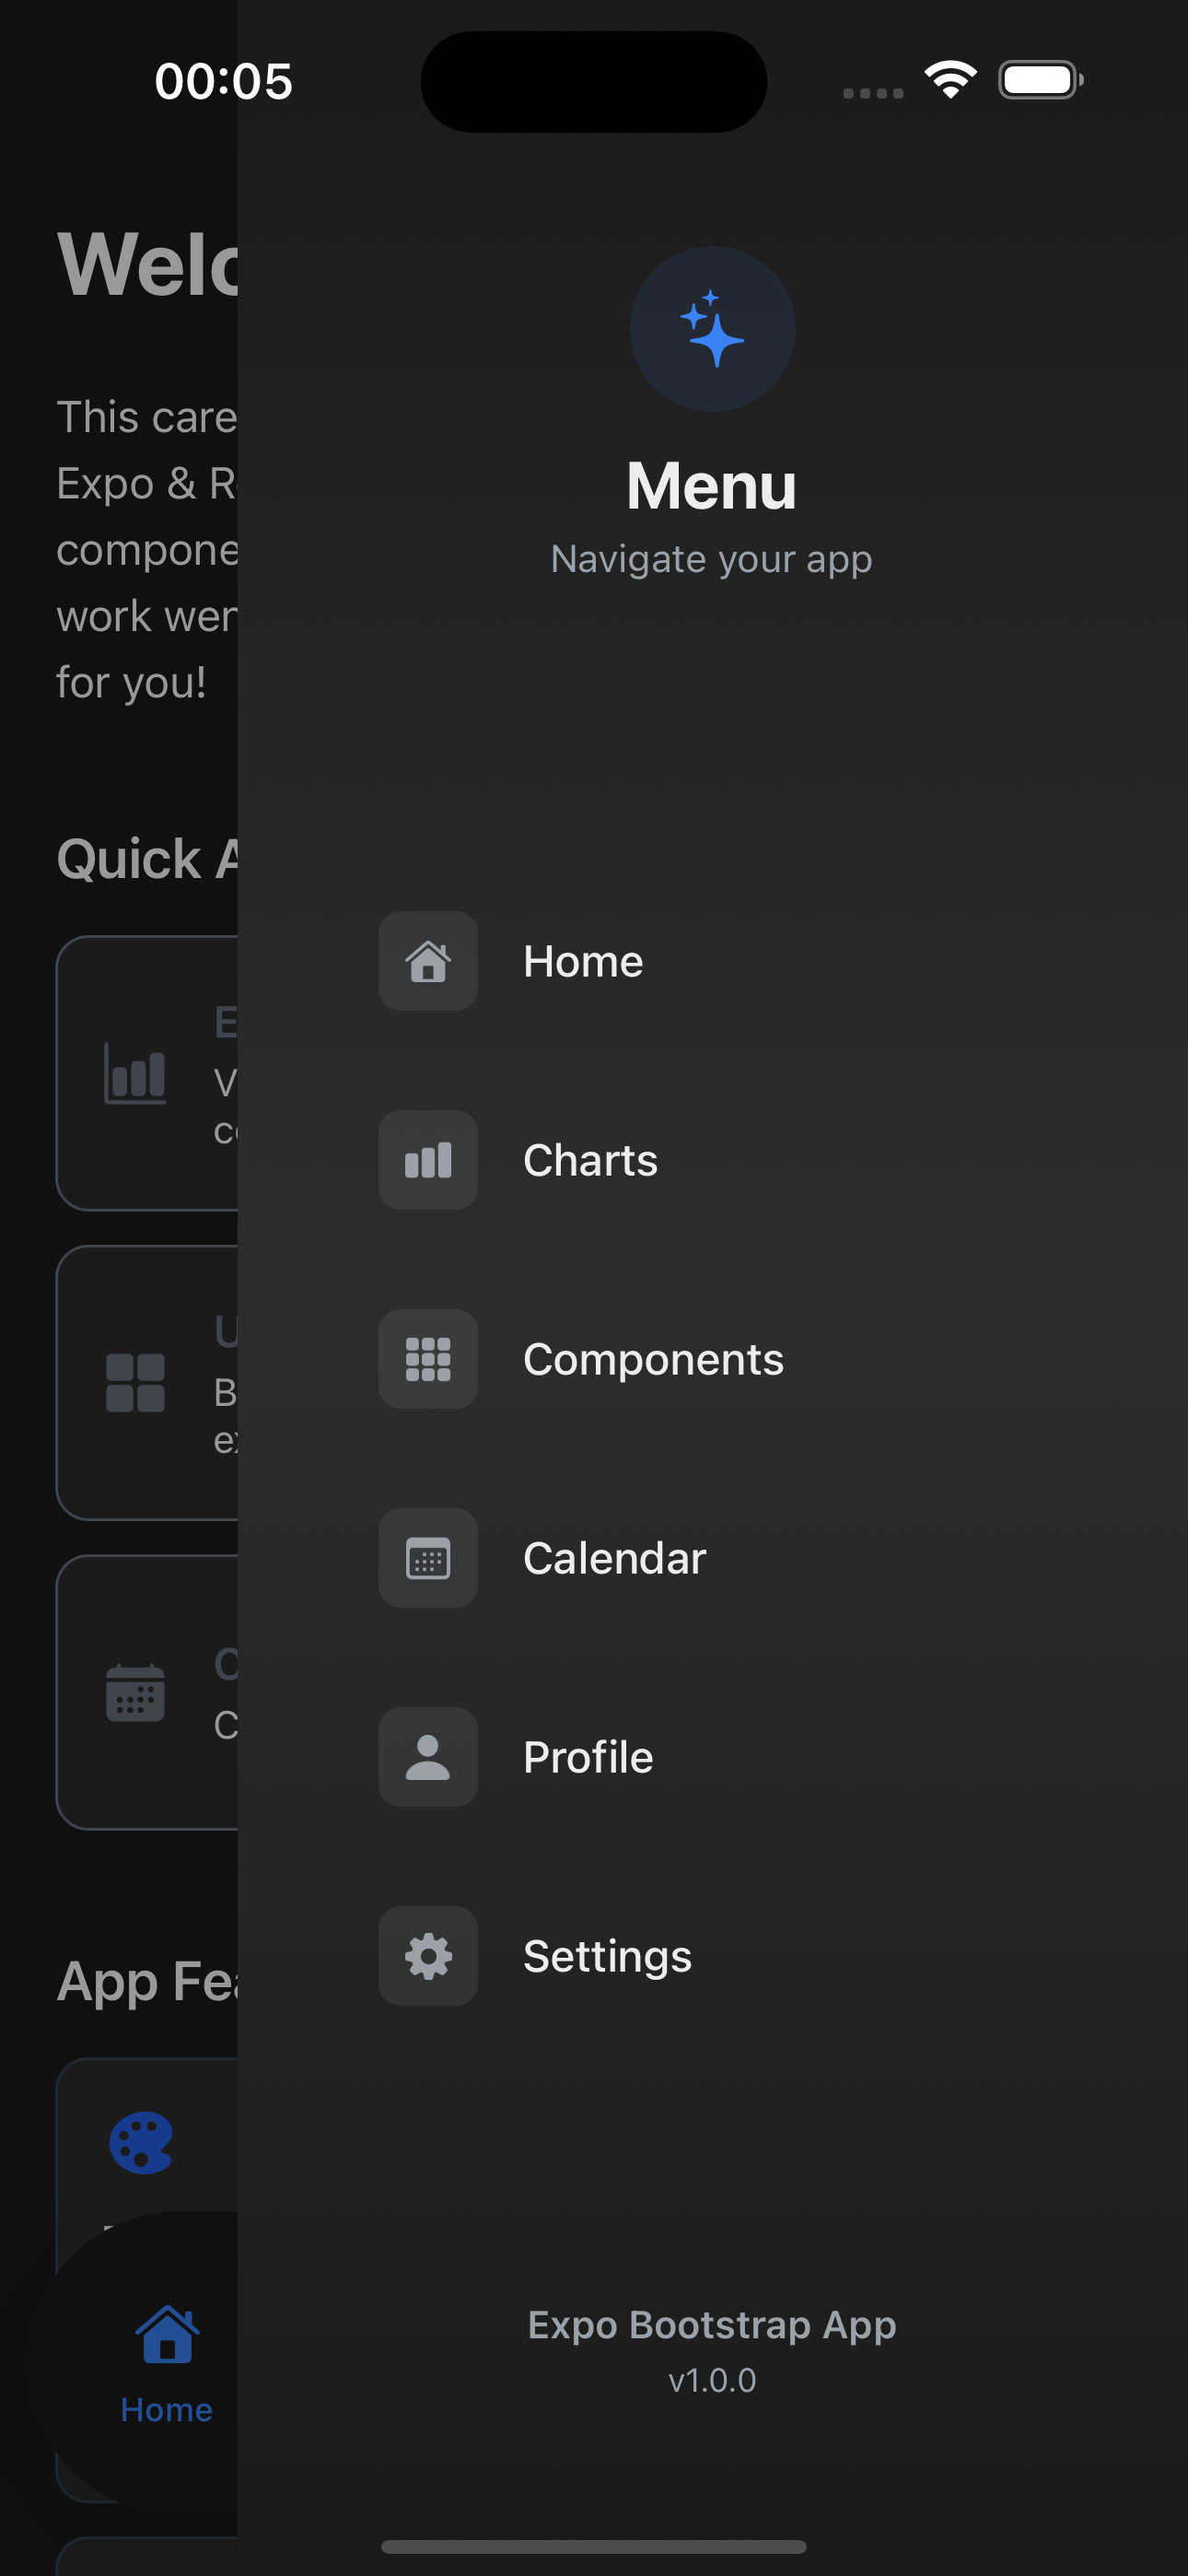 00:05
Welc
This care
Expo & R
compone
work wer
for you!
Quick A
E
V
B
C
App Fea
Home
Menu
Navigate your app
Home
Charts
Components
Calendar
Profile
Settings
Expo Bootstrap App
v1.0.0